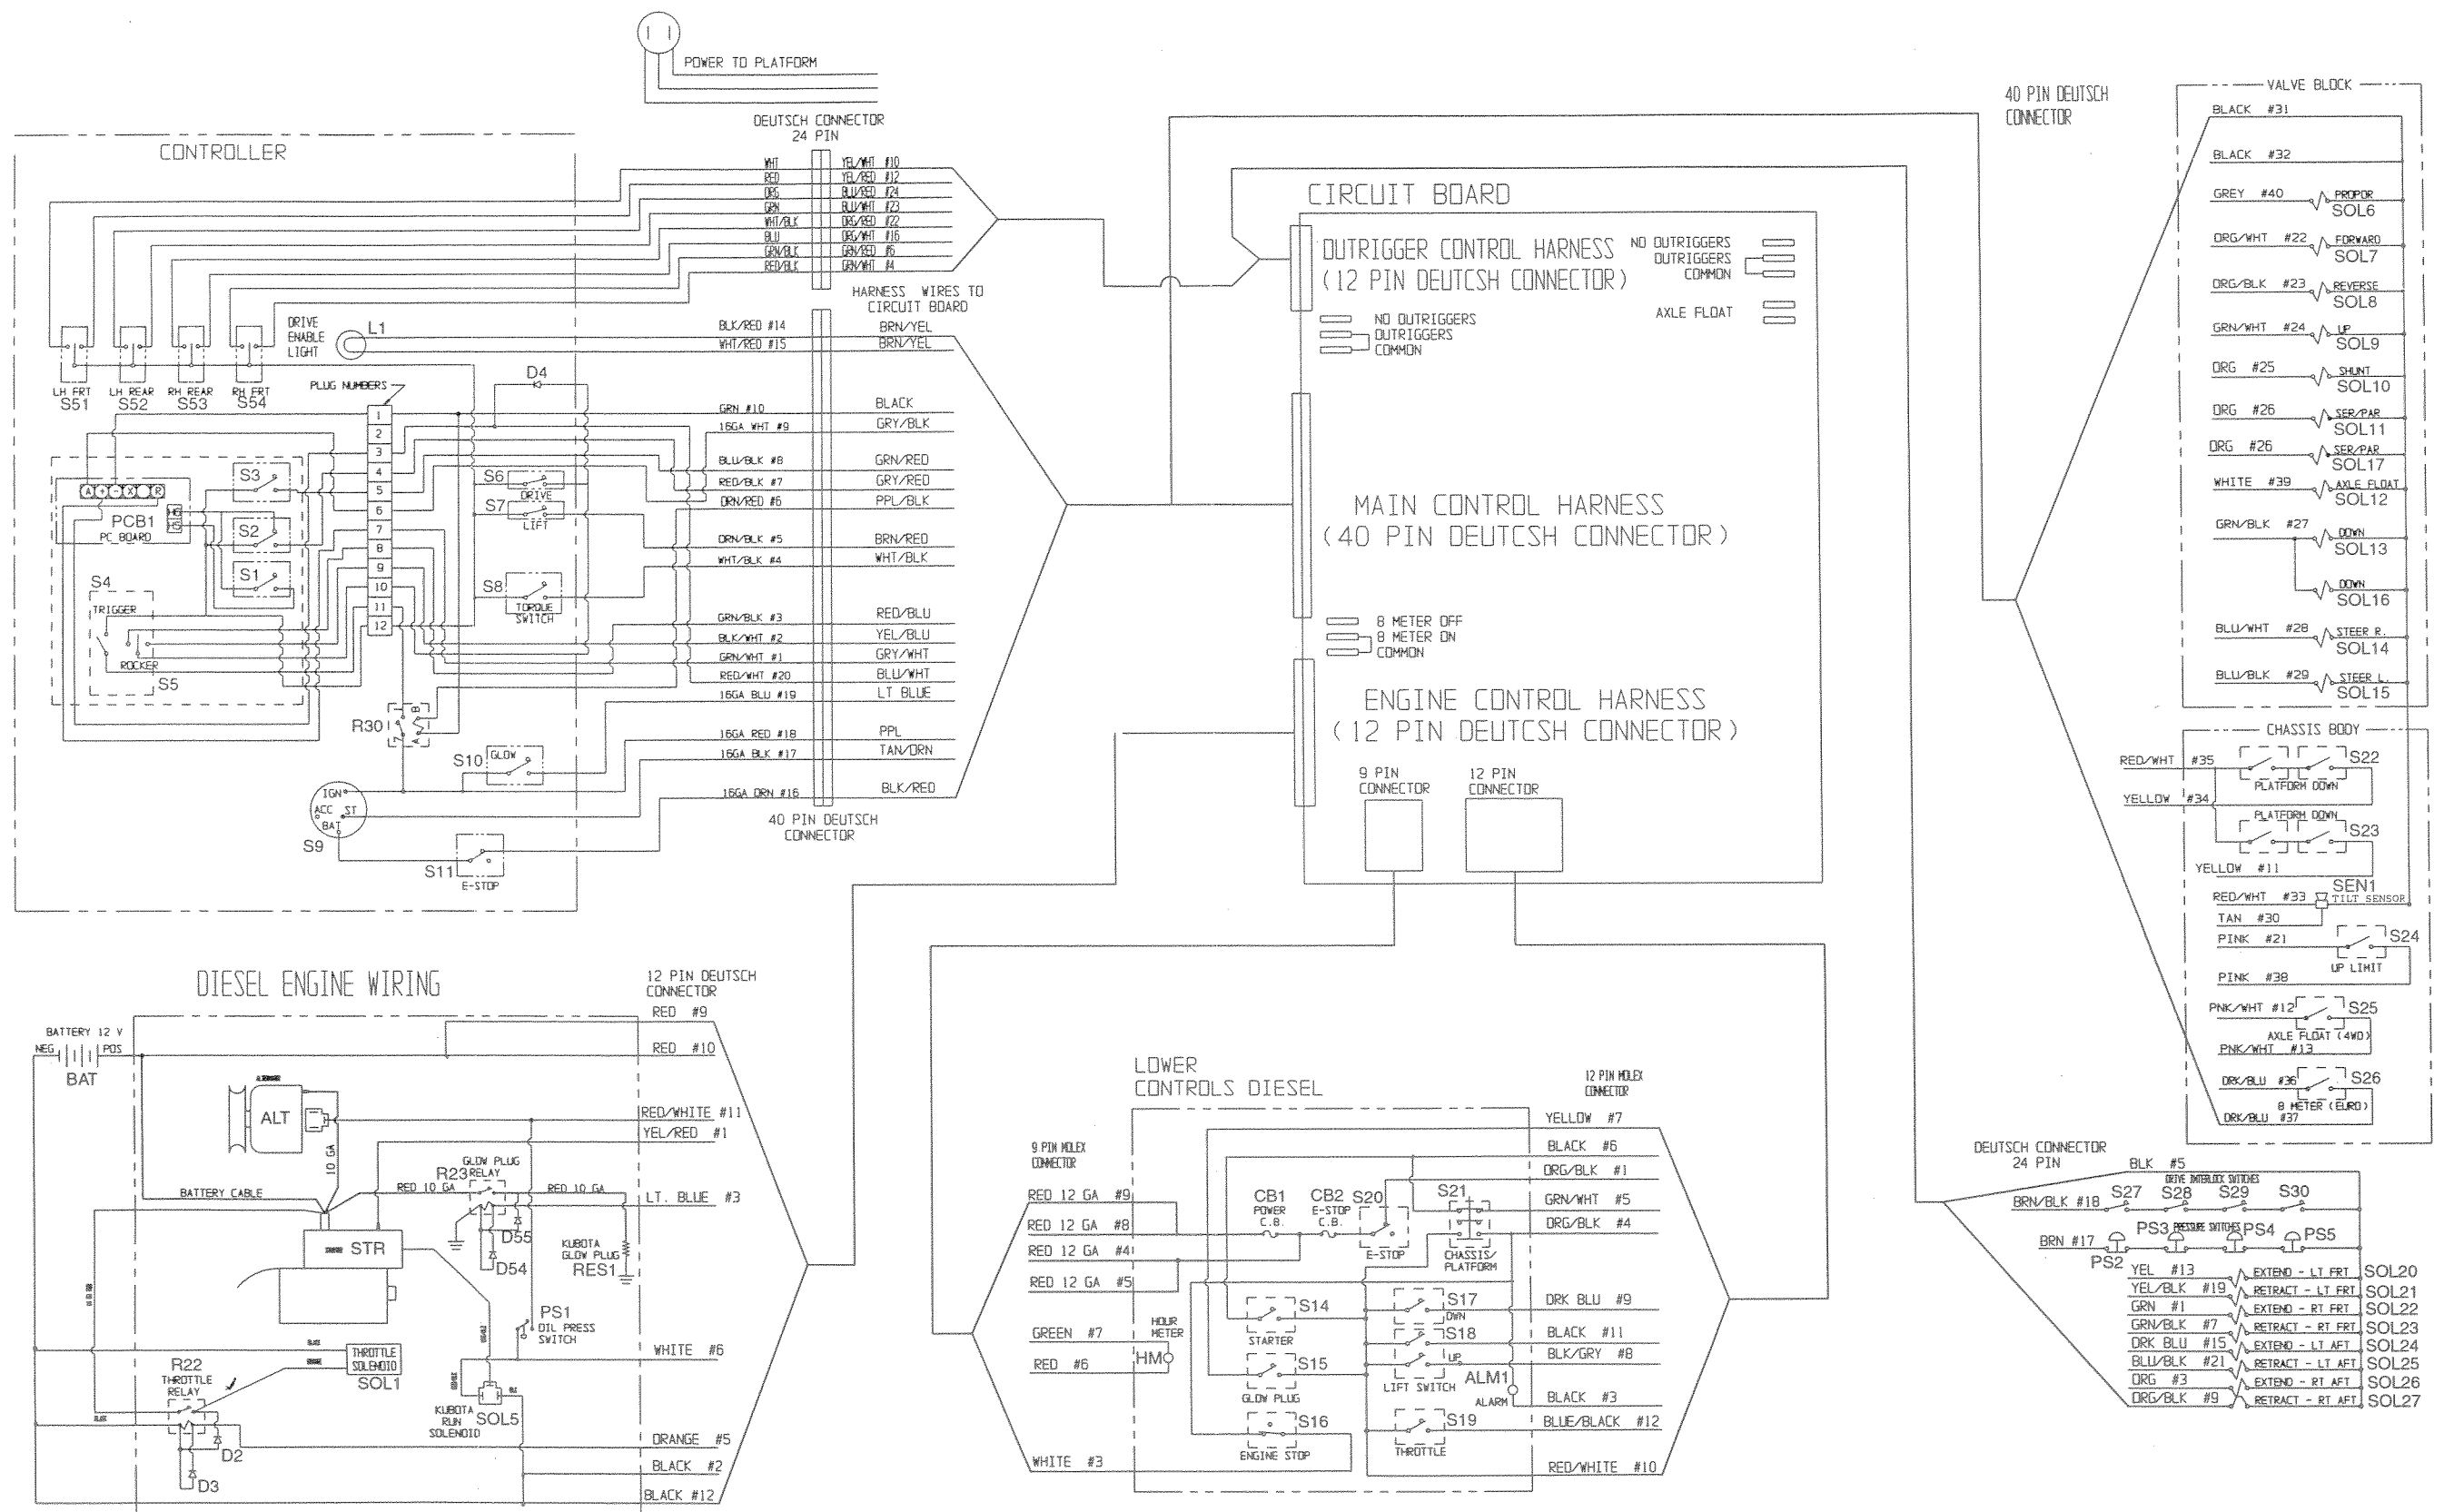 POWER TO PLATFORM
DEUTSCH CONNECTOR
24 PIN
CONTROLLER
WHT YEL/WHT #10
RED YEL/RED #12
ORG BLU/RED #24
GRN BLU/WHT #23
WHT/BLK ORG/RED #22
BLU ORG/WHT #16
GRN/BLK GRN/RED #6
RED/BLK GRN/WHT #4
HARNESS WIRES TO
CIRCUIT BOARD
DRIVE
ENABLE
LIGHT
L1
BLK/RED #14 BRN/YEL
WHT/RED #15 BRN/YEL
LH FRT
S51
LH REAR
S52
RH REAR
S53
RH FRT
S54
PLUG NUMBERS
D4
1
2
3
4
5
6
7
8
9
10
11
12
GRN #10 BLACK
16GA WHT #9 GRY/BLK
BLU/BLK #8 GRN/RED
RED/BLK #7 GRY/RED
ORN/RED #6 PPL/BLK
ORN/BLK #5 BRN/RED
WHT/BLK #4 WHT/BLK
GRN/BLK #3 RED/BLU
BLK/WHT #2 YEL/BLU
GRN/WHT #1 GRY/WHT
RED/WHT #20 BLU/WHT
16GA BLU #19 LT BLUE
16GA RED #18 PPL
16GA BLK #17 TAN/ORN
16GA ORN #16 BLK/RED
40 PIN DEUTSCH
CONNECTOR
A + - X R
PCB1
PC BOARD
S3
S2
S1
S4
TRIGGER
ROCKER
S5
S6
DRIVE
S7
LIFT
S8
TORQUE
SWITCH
R30
S10
GLOW
IGN
ACC ST
BAT
S9
S11
E-STOP
CIRCUIT BOARD
OUTRIGGER CONTROL HARNESS
(12 PIN DEUTCSH CONNECTOR)
NO OUTRIGGERS
OUTRIGGERS
COMMON
AXLE FLOAT
NO OUTRIGGERS
OUTRIGGERS
COMMON
MAIN CONTROL HARNESS
(40 PIN DEUTCSH CONNECTOR)
8 METER OFF
8 METER ON
COMMON
ENGINE CONTROL HARNESS
(12 PIN DEUTCSH CONNECTOR)
9 PIN
CONNECTOR
12 PIN
CONNECTOR
40 PIN DEUTSCH
CONNECTOR
VALVE BLOCK
BLACK #31
BLACK #32
GREY #40 PROPOR
SOL6
ORG/WHT #22 FORWARD
SOL7
ORG/BLK #23 REVERSE
SOL8
GRN/WHT #24 UP
SOL9
ORG #25 SHUNT
SOL10
ORG #26 SER/PAR
SOL11
ORG #26 SER/PAR
SOL17
WHITE #39 AXLE FLOAT
SOL12
GRN/BLK #27 DOWN
SOL13
DOWN
SOL16
BLU/WHT #28 STEER R.
SOL14
BLU/BLK #29 STEER L.
SOL15
CHASSIS BODY
RED/WHT #35 S22
PLATFORM DOWN
YELLOW #34
PLATFORM DOWN
S23
YELLOW #11
SEN1
RED/WHT #33 TILT SENSOR
TAN #30
PINK #21 S24
UP LIMIT
PINK #38
PNK/WHT #12 S25
AXLE FLOAT (4WD)
PNK/WHT #13
DRK/BLU #36 S26
8 METER (EURO)
DRK/BLU #37
DEUTSCH CONNECTOR
24 PIN
BLK #5
DRIVE INTERLOCK SWITCHES
BRN/BLK #18 S27 S28 S29 S30
PS3 PRESSURE SWITCHES PS4 PS5
BRN #17
PS2
YEL #13 EXTEND - LT FRT SOL20
YEL/BLK #19 RETRACT - LT FRT SOL21
GRN #1 EXTEND - RT FRT SOL22
GRN/BLK #7 RETRACT - RT FRT SOL23
DRK BLU #15 EXTEND - LT AFT SOL24
BLU/BLK #21 RETRACT - LT AFT SOL25
ORG #3 EXTEND - RT AFT SOL26
ORG/BLK #9 RETRACT - RT AFT SOL27
DIESEL ENGINE WIRING
12 PIN DEUTSCH
CONNECTOR
RED #9
BATTERY 12 V
NEG POS
BAT
RED #10
ALT
10 GA
RED/WHITE #11
YEL/RED #1
GLOW PLUG
RELAY
R23
BATTERY CABLE
RED 10 GA
RED 10 GA
LT. BLUE #3
STR
D55
D54
KUBOTA
GLOW PLUG
RES1
PS1
OIL PRESS
SWITCH
WHITE #6
THROTTLE
SOLENOID
SOL1
R22
THROTTLE
RELAY
KUBOTA
RUN
SOLENOID
SOL5
D2
D3
ORANGE #5
BLACK #2
BLACK #12
LOWER
CONTROLS DIESEL
9 PIN MOLEX
CONNECTOR
12 PIN MOLEX
CONNECTOR
YELLOW #7
BLACK #6
ORG/BLK #1
GRN/WHT #5
ORG/BLK #4
RED 12 GA #9
RED 12 GA #8
RED 12 GA #4
RED 12 GA #5
CB1
POWER
C.B.
CB2
E-STOP
C.B.
S20
E-STOP
S21
CHASSIS/
PLATFORM
GREEN #7
HOUR
METER
HM
RED #6
S14
STARTER
S15
GLOW PLUG
S16
ENGINE STOP
S17
DWN
S18
UP
LIFT SWITCH
S19
THROTTLE
ALM1
ALARM
DRK BLU #9
BLACK #11
BLK/GRY #8
BLACK #3
BLUE/BLACK #12
RED/WHITE #10
WHITE #3